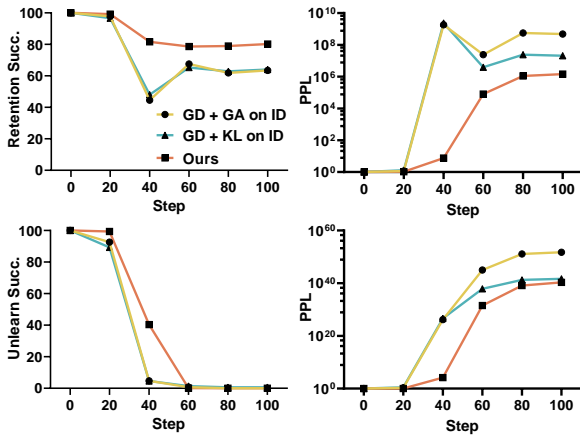 Retention Succ.
100
80
60
40
20
0
GD + GA on ID
GD + KL on ID
Ours
0 20 40 60 80 100
Step
PPL
10^10
10^8
10^6
10^4
10^2
10^0
0 20 40 60 80 100
Step
Unlearn Succ.
100
80
60
40
20
0
0 20 40 60 80 100
Step
PPL
10^60
10^40
10^20
10^0
0 20 40 60 80 100
Step